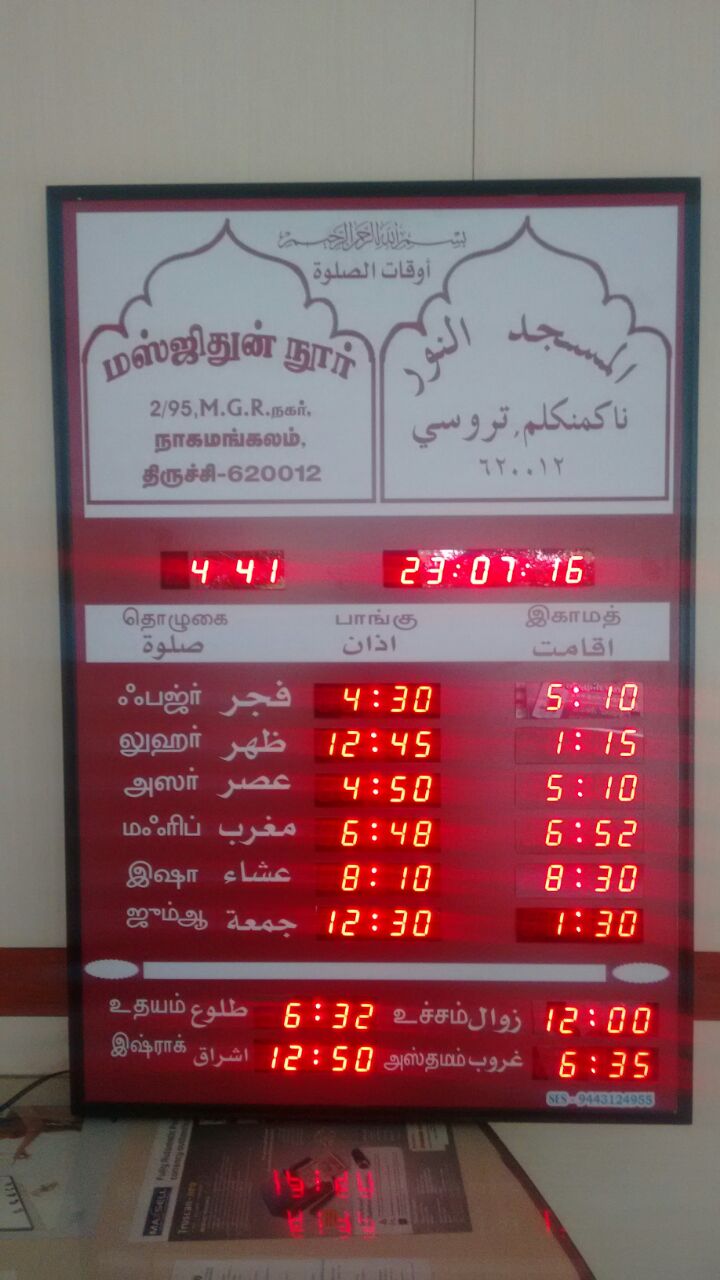 بسم الله الرحمن الرحيم
أوقات الصلوة
மஸ்ஜிதுன் நூர்
2/95,M.G.R.நகர்,
நாகமங்கலம்,
திருச்சி-620012
المسجد النور
ناكمنكلم, تروسي
٦٢٠٠١٢
4 41 23:07:16
தொழுகை பாங்கு இகாமத்
صلوة اذان اقامت
ஃபஜ்ர் فجر 4:30 5:10
லுஹர் ظهر 12:45 1:15
அஸர் عصر 4:50 5:10
மஃரிப் مغرب 6:48 6:52
இஷா عشاء 8:10 8:30
ஜும்ஆ جمعة 12:30 1:30
உதயம் طلوع 6:32 உச்சம் زوال 12:00
இஷ்ராக் اشراق 12:50 அஸ்தமம் غروب 6:35
SES - 9443124955
MAXSELL